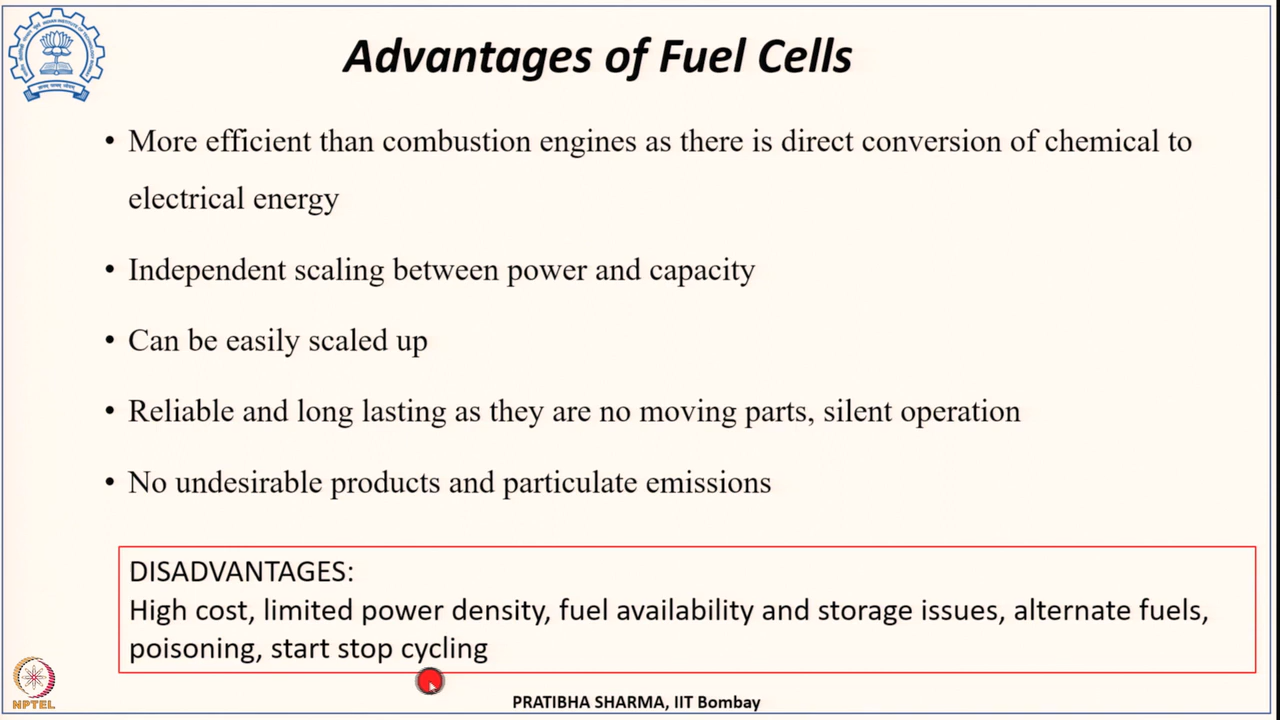 Advantages of Fuel Cells
• More efficient than combustion engines as there is direct conversion of chemical to
electrical energy
• Independent scaling between power and capacity
• Can be easily scaled up
• Reliable and long lasting as they are no moving parts, silent operation
• No undesirable products and particulate emissions
DISADVANTAGES:
High cost, limited power density, fuel availability and storage issues, alternate fuels,
poisoning, start stop cycling
NPTEL
PRATIBHA SHARMA, IIT Bombay